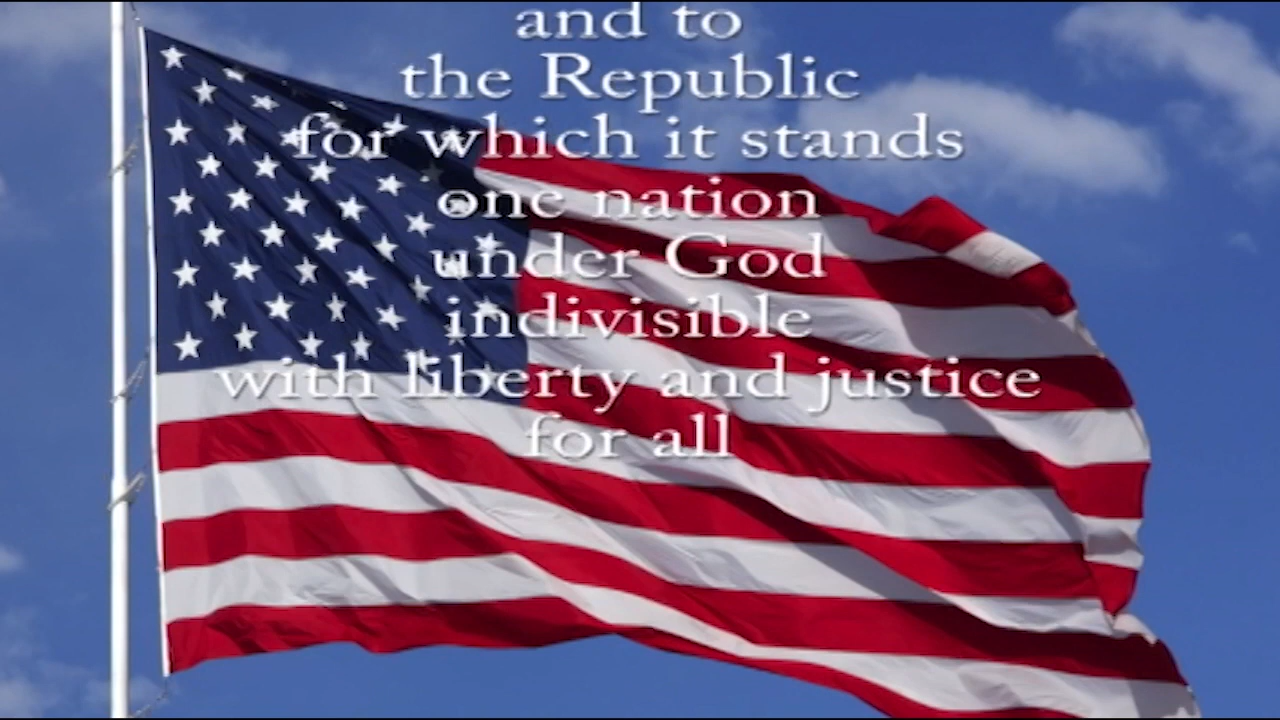 and to
the Republic
for which it stands
one nation
under God
indivisible
with liberty and justice
for all